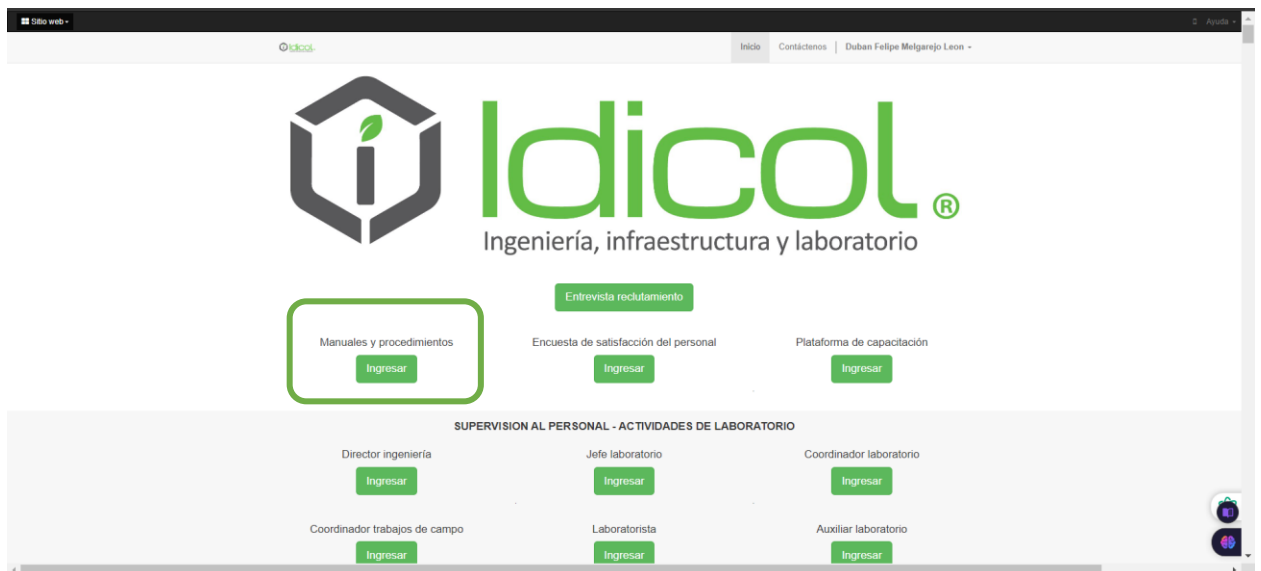 Sitio web
Ayuda
Idicol
Inicio Contáctenos Duban Felipe Melgarejo Leon
Idicol ®
Ingeniería, infraestructura y laboratorio
Entrevista reclutamiento
Manuales y procedimientos Encuesta de satisfacción del personal Plataforma de capacitación
Ingresar Ingresar Ingresar
SUPERVISION AL PERSONAL - ACTIVIDADES DE LABORATORIO
Director ingeniería Jefe laboratorio Coordinador laboratorio
Ingresar Ingresar Ingresar
Coordinador trabajos de campo Laboratorista Auxiliar laboratorio
Ingresar Ingresar Ingresar